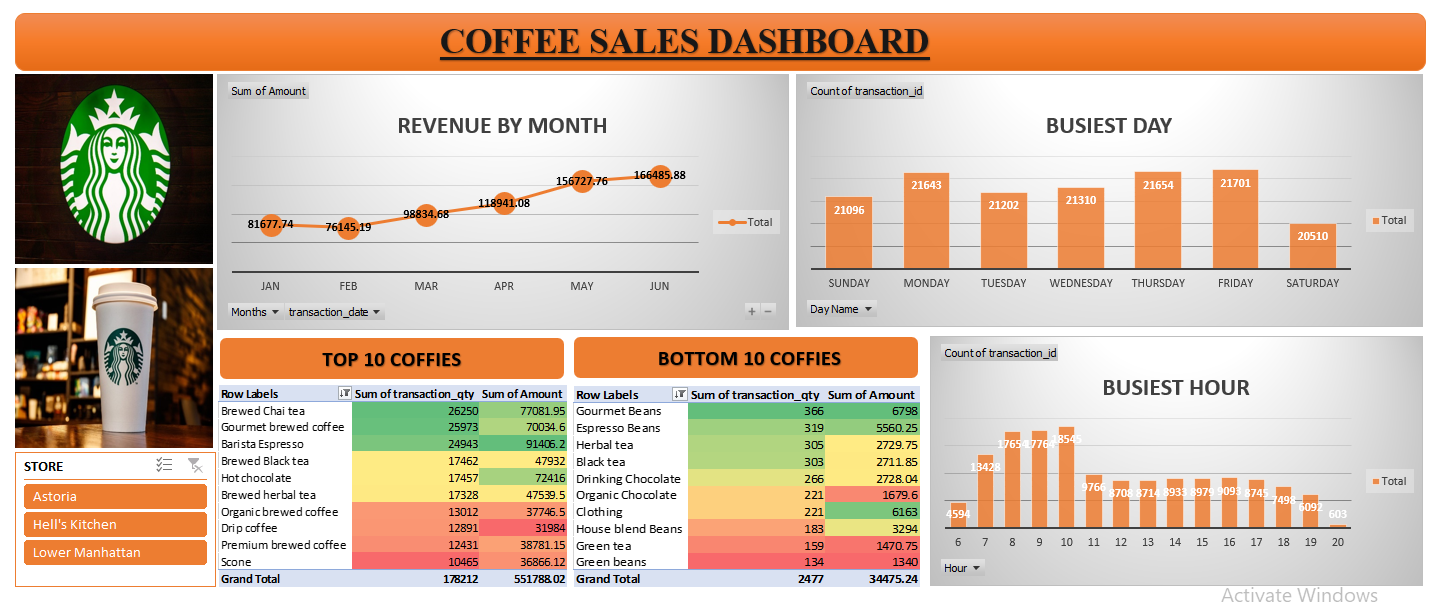 COFFEE SALES DASHBOARD
Sum of Amount
REVENUE BY MONTH
81677.74
76145.19
98834.68
118941.08
156727.76
166485.88
Total
JAN FEB MAR APR MAY JUN
Months transaction_date
+ −
Count of transaction_id
BUSIEST DAY
21096
21643
21202
21310
21654
21701
20510
Total
SUNDAY MONDAY TUESDAY WEDNESDAY THURSDAY FRIDAY SATURDAY
Day Name
STORE
Astoria
Hell's Kitchen
Lower Manhattan
TOP 10 COFFIES
Row Labels Sum of transaction_qty Sum of Amount
Brewed Chai tea 26250 77081.95
Gourmet brewed coffee 25973 70034.6
Barista Espresso 24943 91406.2
Brewed Black tea 17462 47932
Hot chocolate 17457 72416
Brewed herbal tea 17328 47539.5
Organic brewed coffee 13012 37746.5
Drip coffee 12891 31984
Premium brewed coffee 12431 38781.15
Scone 10465 36866.12
Grand Total 178212 551788.02
BOTTOM 10 COFFIES
Row Labels Sum of transaction_qty Sum of Amount
Gourmet Beans 366 6798
Espresso Beans 319 5560.25
Herbal tea 305 2729.75
Black tea 303 2711.85
Drinking Chocolate 266 2728.04
Organic Chocolate 221 1679.6
Clothing 221 6163
House blend Beans 183 3294
Green tea 159 1470.75
Green beans 134 1340
Grand Total 2477 34475.24
Count of transaction_id
BUSIEST HOUR
4594
13428
17654
17764
18545
9766
8708
8714
8933
8979
9093
8745
7498
6092
603
Total
6 7 8 9 10 11 12 13 14 15 16 17 18 19 20
Hour
Activate Windows